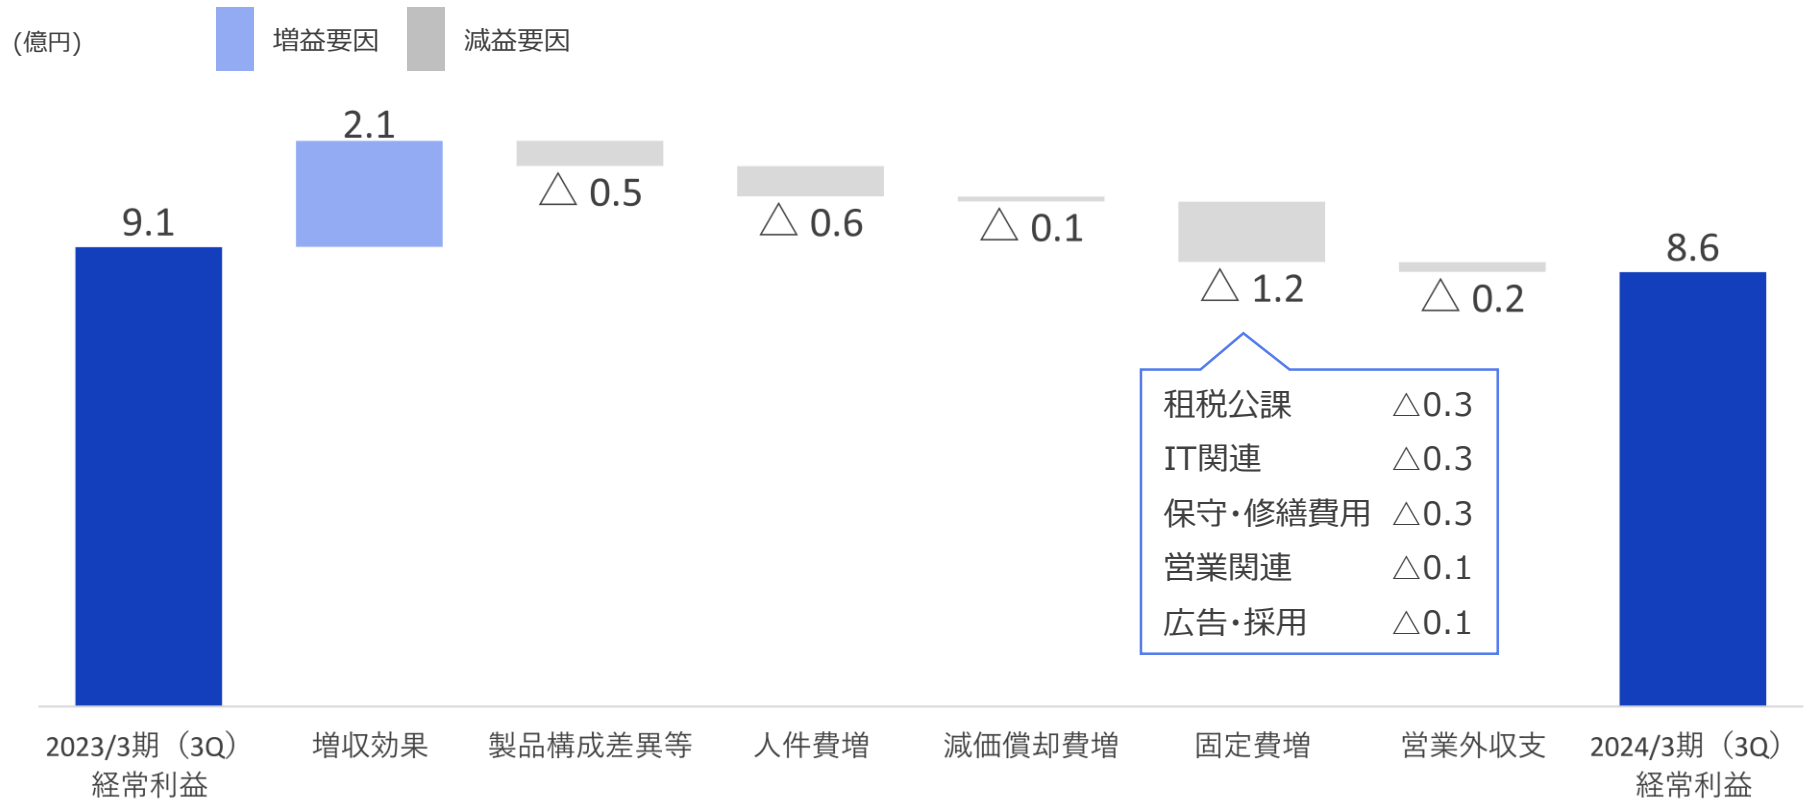 (億円)
増益要因
減益要因
9.1
2.1
△ 0.5
△ 0.6
△ 0.1
△ 1.2
△ 0.2
8.6
租税公課 △0.3
IT関連 △0.3
保守・修繕費用 △0.3
営業関連 △0.1
広告・採用 △0.1
2023/3期（3Q）
経常利益
増収効果
製品構成差異等
人件費増
減価償却費増
固定費増
営業外収支
2024/3期（3Q）
経常利益